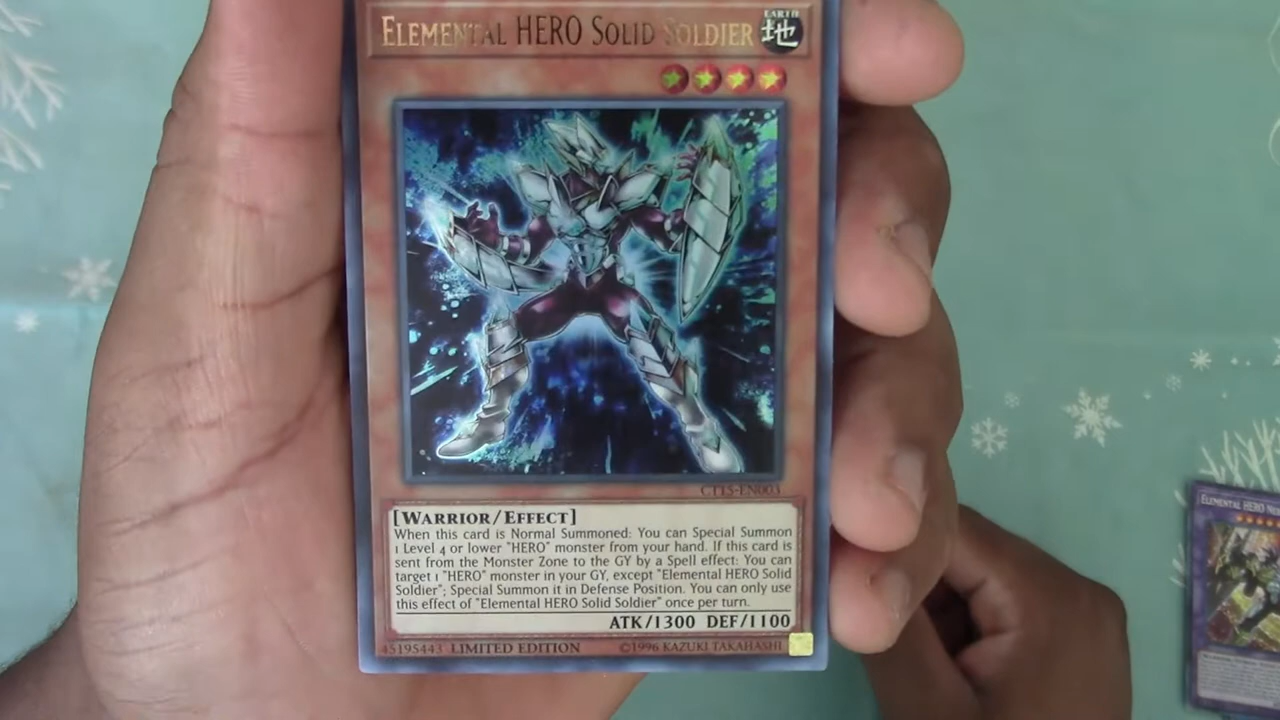 ELEMENTAL HERO SOLID SOLDIER
EARTH
地
CT15-EN003
[WARRIOR/EFFECT]
When this card is Normal Summoned: You can Special Summon
1 Level 4 or lower "HERO" monster from your hand. If this card is
sent from the Monster Zone to the GY by a Spell effect: You can
target 1 "HERO" monster in your GY, except "Elemental HERO Solid
Soldier"; Special Summon it in Defense Position. You can only use
this effect of "Elemental HERO Solid Soldier" once per turn.
ATK/1300 DEF/1100
45195443 LIMITED EDITION ©1996 KAZUKI TAKAHASHI
ELEMENTAL HERO